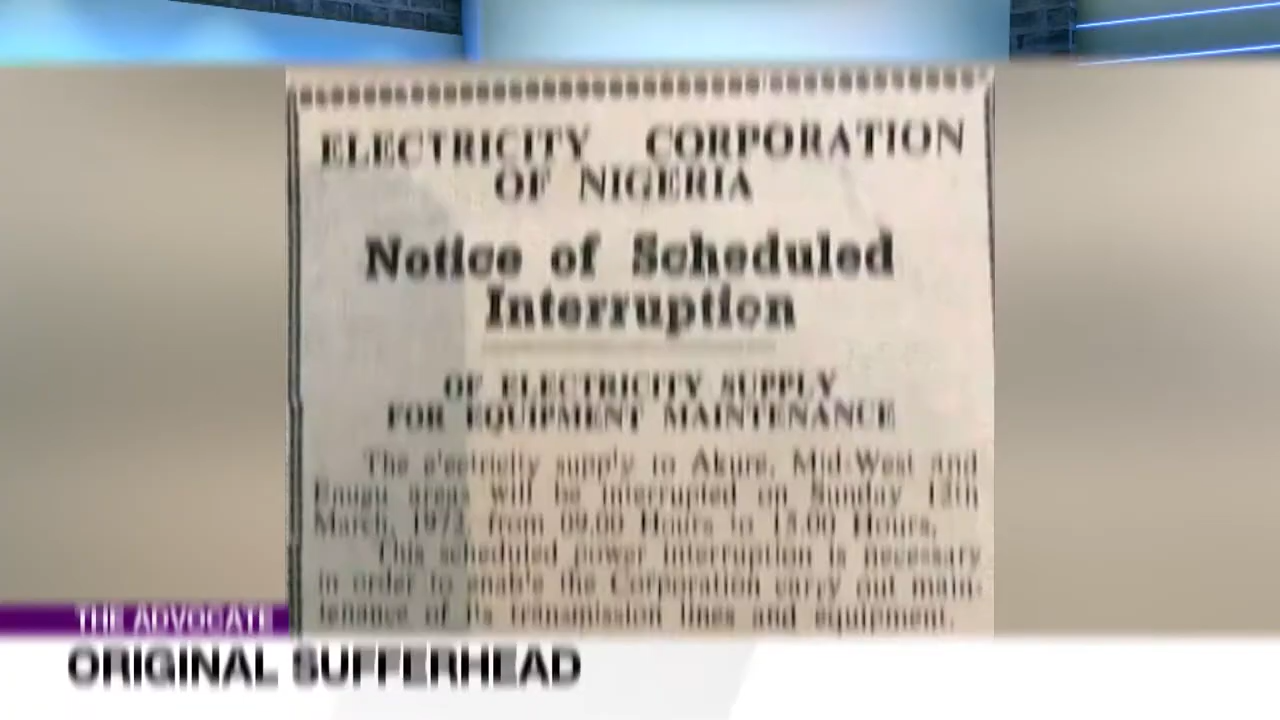 ELECTRICITY CORPORATION
OF NIGERIA
Notice of Scheduled
Interruption
OF ELECTRICITY SUPPLY
FOR EQUIPMENT MAINTENANCE
The electricity supply to Akure, Mid-West and
Enugu areas will be interrupted on Sunday 12th
March, 1972 from 09.00 Hours to 15.00 Hours.
This scheduled power interruption is necessary
in order to enable the Corporation carry out main-
tenance of its transmission lines and equipment.
THE ADVOCATE
ORIGINAL SUFFERHEAD